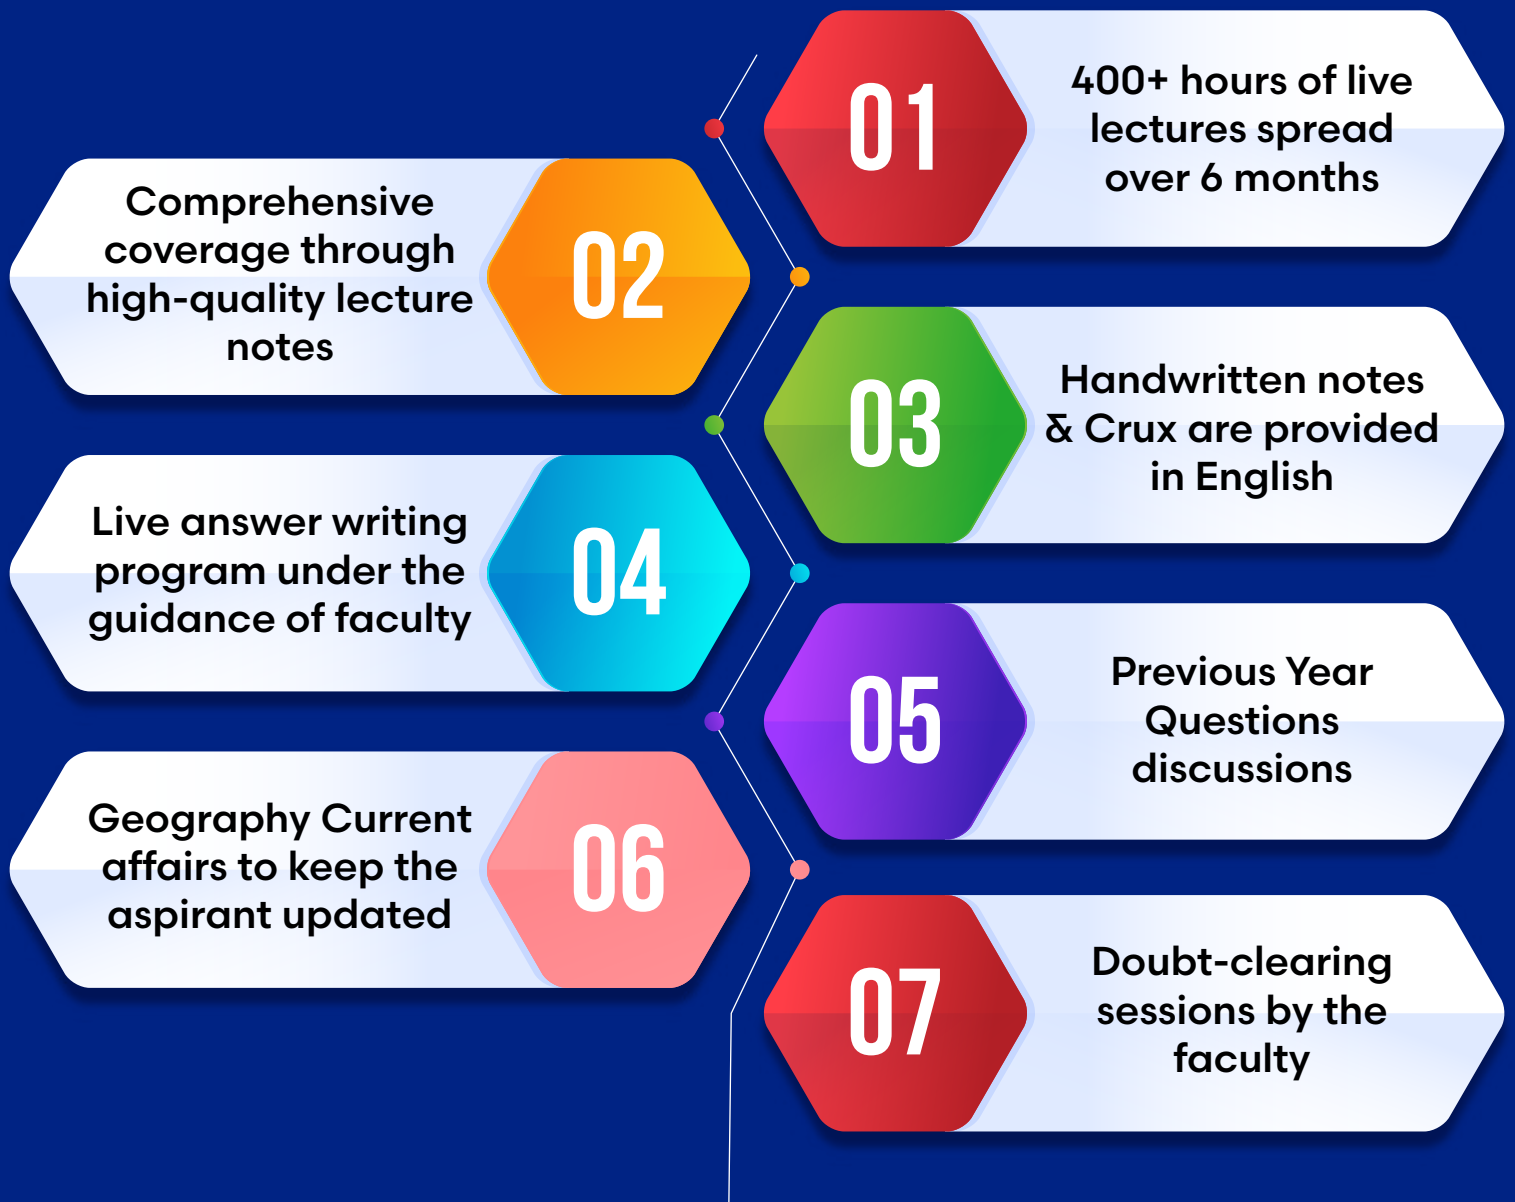 01
400+ hours of live
lectures spread
over 6 months
02
Comprehensive
coverage through
high-quality lecture
notes
03
Handwritten notes
& Crux are provided
in English
04
Live answer writing
program under the
guidance of faculty
05
Previous Year
Questions
discussions
06
Geography Current
affairs to keep the
aspirant updated
07
Doubt-clearing
sessions by the
faculty